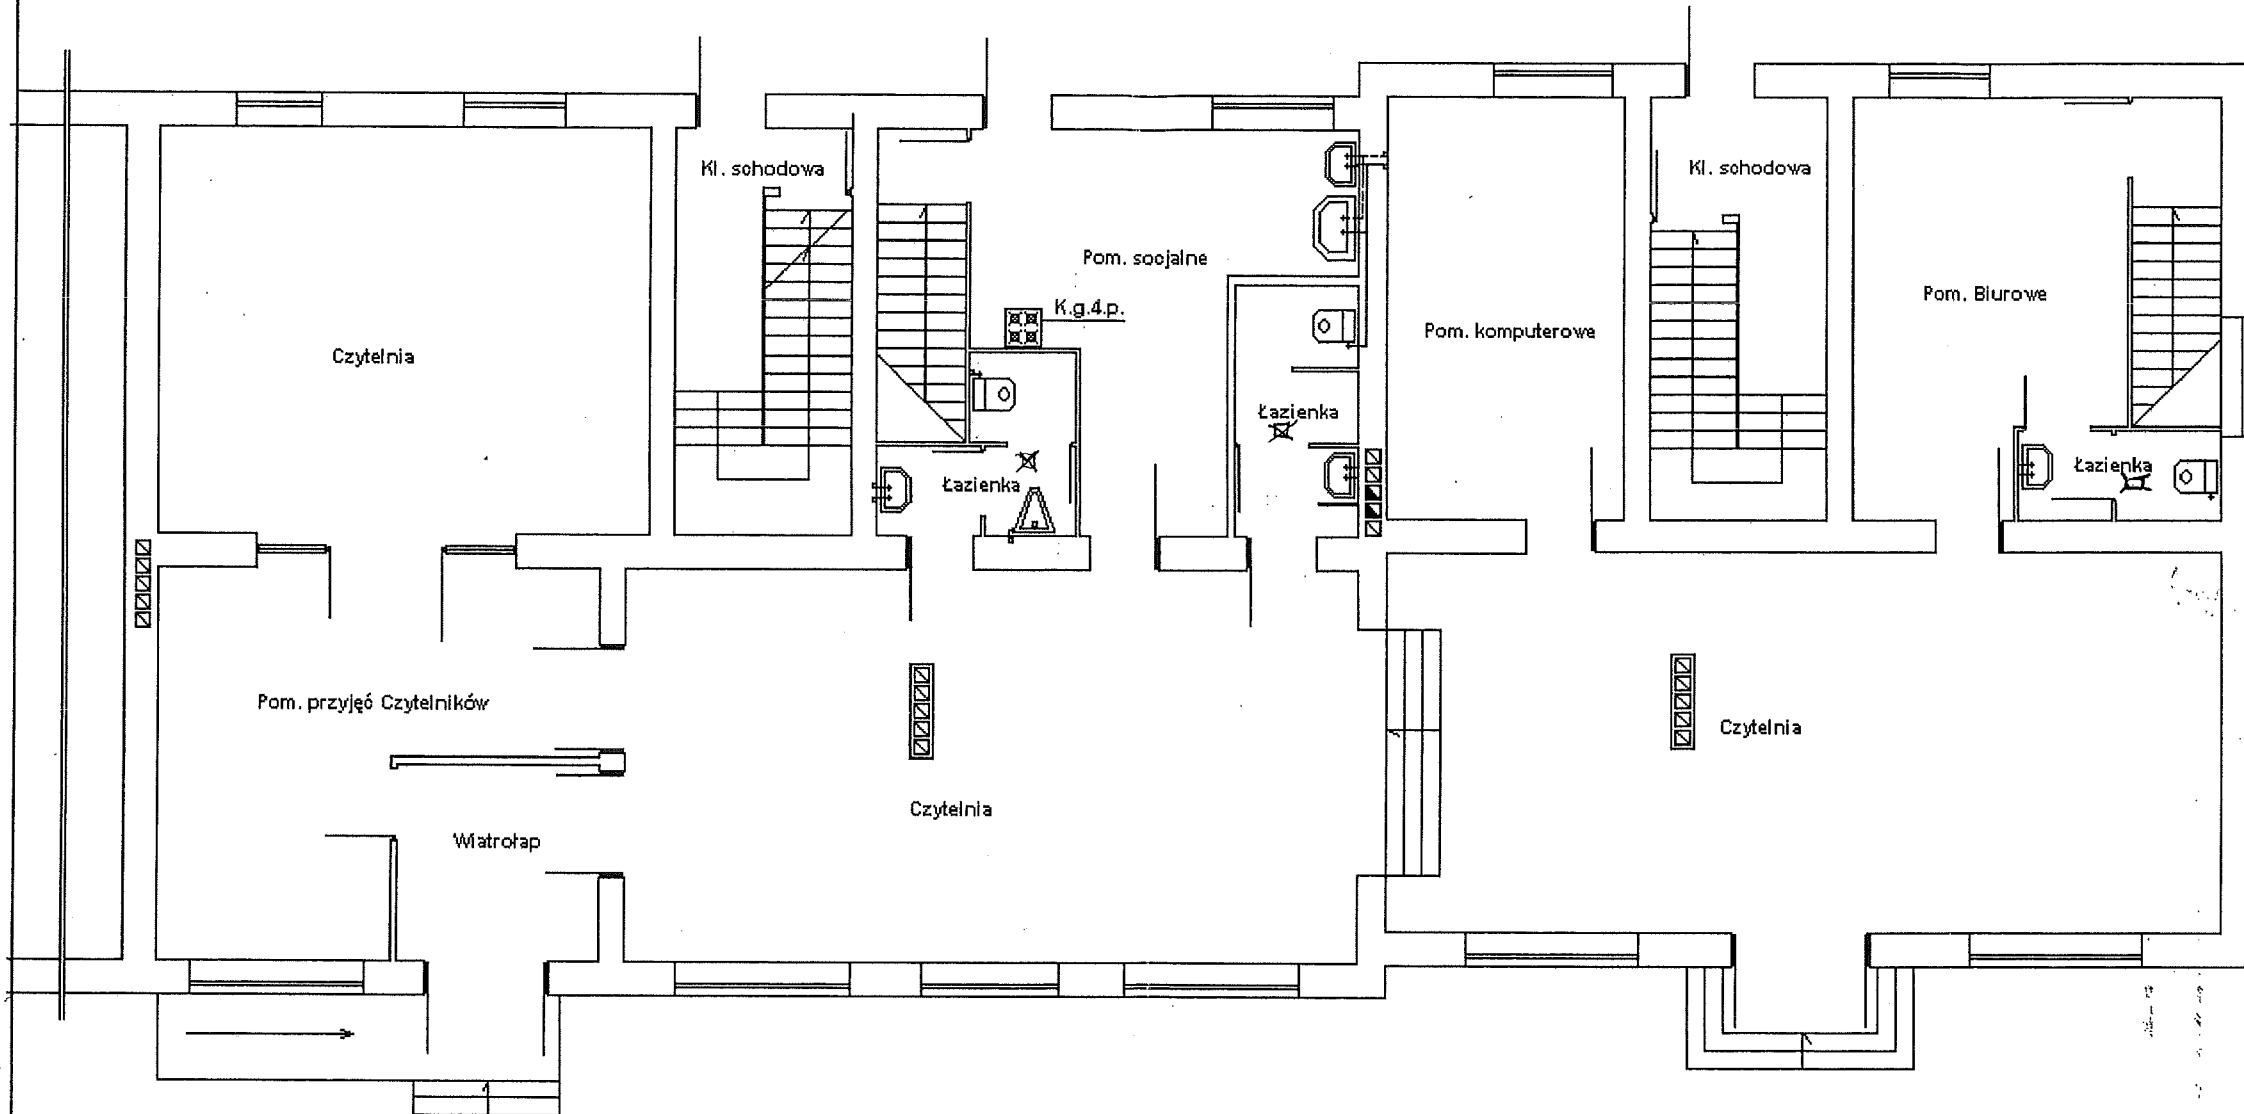 Kl. schodowa
Kl. schodowa
Pom. socjalne
Pom. Biurowe
K.g.4.p.
Pom. komputerowe
Czytelnia
Łazienka
Łazienka
Łazienka
Pom. przyjęć Czytelników
Czytelnia
Czytelnia
Wiatrołap